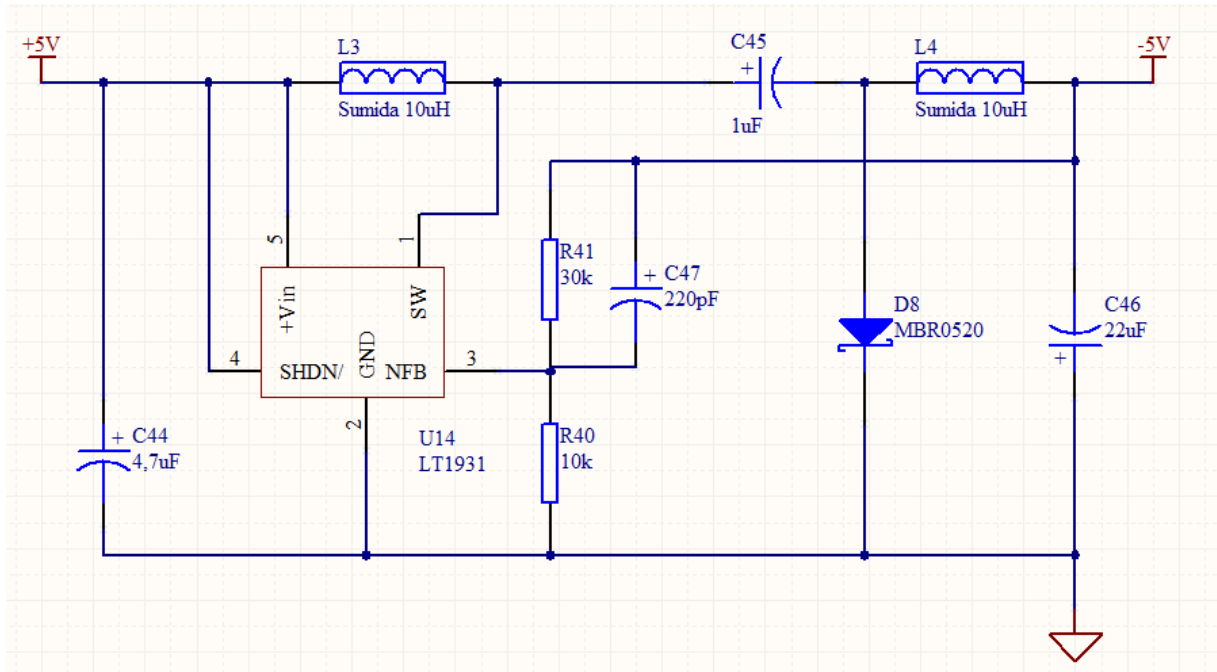 +5V
L3
Sumida 10uH
C45
+
1uF
L4
Sumida 10uH
-5V
5
1
+Vin
SW
GND
SHDN/
NFB
4
3
2
U14
LT1931
R41
30k
+
C47
220pF
D8
MBR0520
C46
22uF
+
+
C44
4,7uF
R40
10k